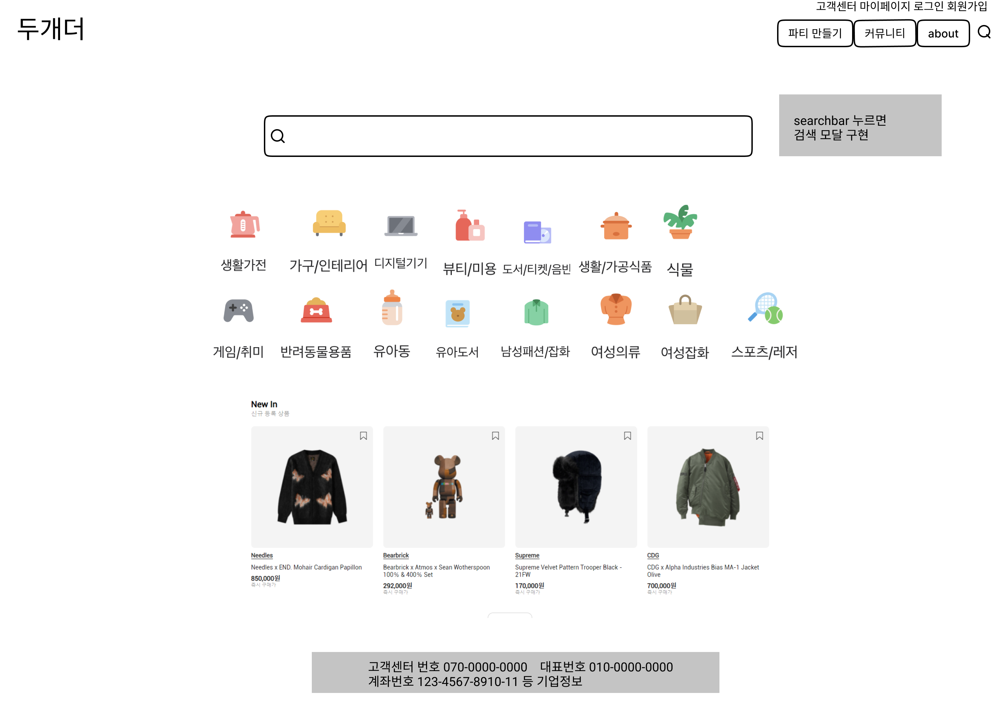 고객센터 마이페이지 로그인 회원가입
두개더
파티 만들기 커뮤니티 about
searchbar 누르면
검색 모달 구현
생활가전 가구/인테리어 디지털기기 뷰티/미용 도서/티켓/음반 생활/가공식품 식물
게임/취미 반려동물용품 유아동 유아도서 남성패션/잡화 여성의류 여성잡화 스포츠/레저
New In
신규 등록 상품
Needles
Needles x END. Mohair Cardigan Papillon
850,000원
즉시 구매가
Bearbrick
Bearbrick x Atmos x Sean Wotherspoon
100% & 400% Set
292,000원
즉시 구매가
Supreme
Supreme Velvet Pattern Trooper Black -
21FW
170,000원
즉시 구매가
CDG
CDG x Alpha Industries Bias MA-1 Jacket
Olive
700,000원
즉시 구매가
고객센터 번호 070-0000-0000 대표번호 010-0000-0000
계좌번호 123-4567-8910-11 등 기업정보